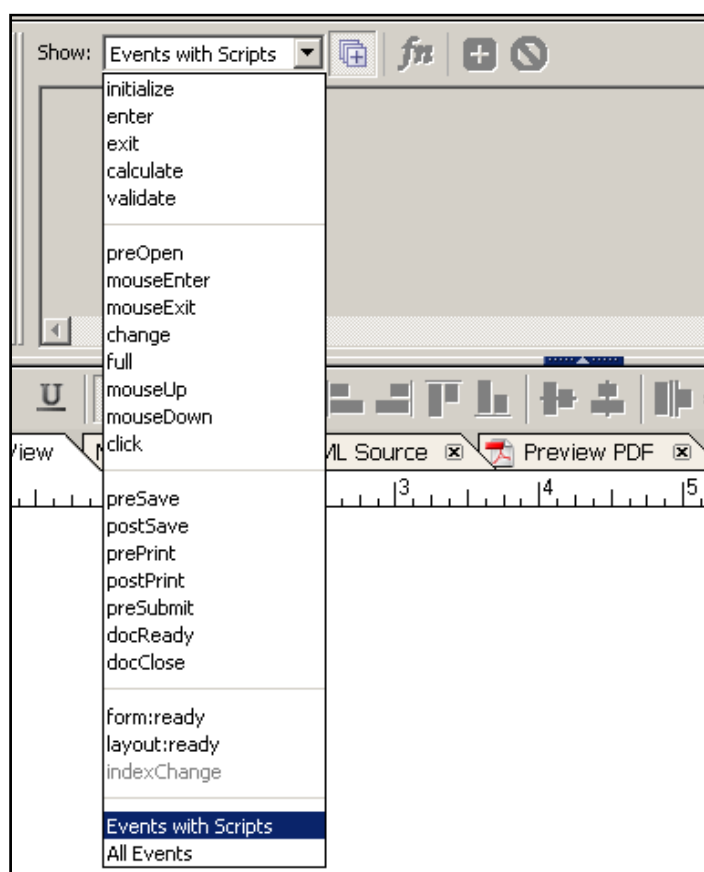 Show: Events with Scripts fn
initialize
enter
exit
calculate
validate
preOpen
mouseEnter
mouseExit
change
full
mouseUp
mouseDown
click
preSave
postSave
prePrint
postPrint
preSubmit
docReady
docClose
form:ready
layout:ready
indexChange
Events with Scripts
All Events
U
View ML Source Preview PDF
3 4 5